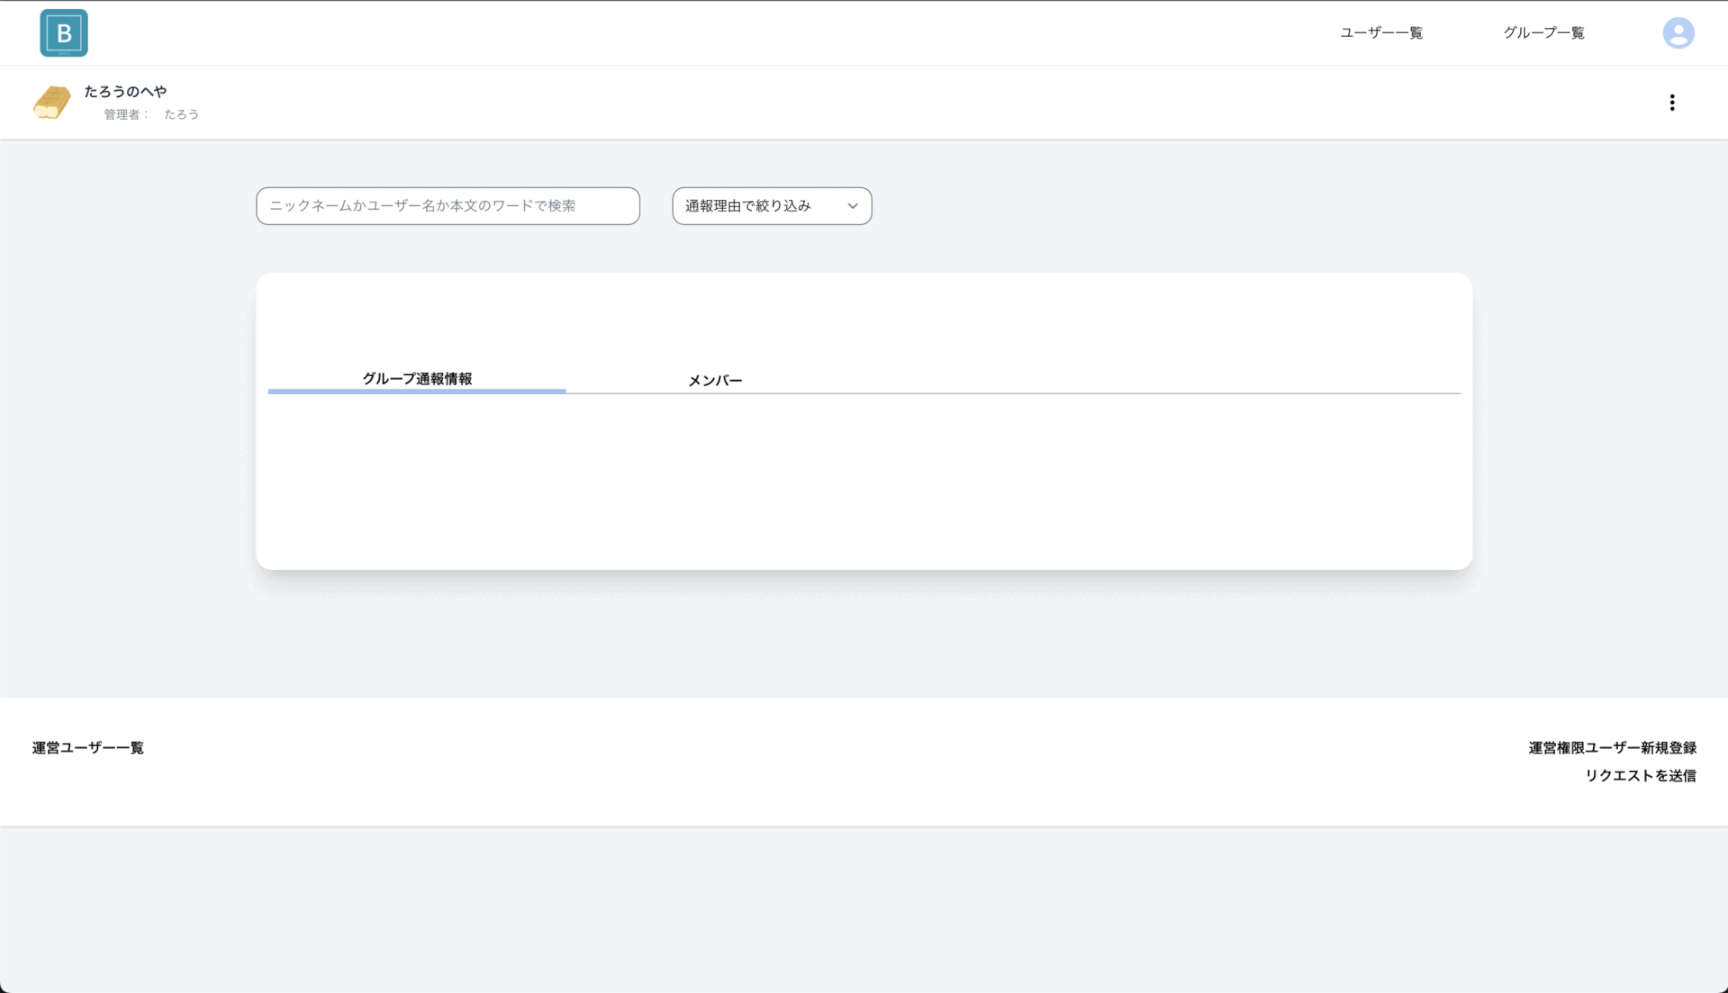 B
ユーザー一覧
グループ一覧
たろうのへや
管理者： たろう
ニックネームかユーザー名か本文のワードで検索
通報理由で絞り込み
グループ通報情報
メンバー
運営ユーザー一覧
運営権限ユーザー新規登録
リクエストを送信